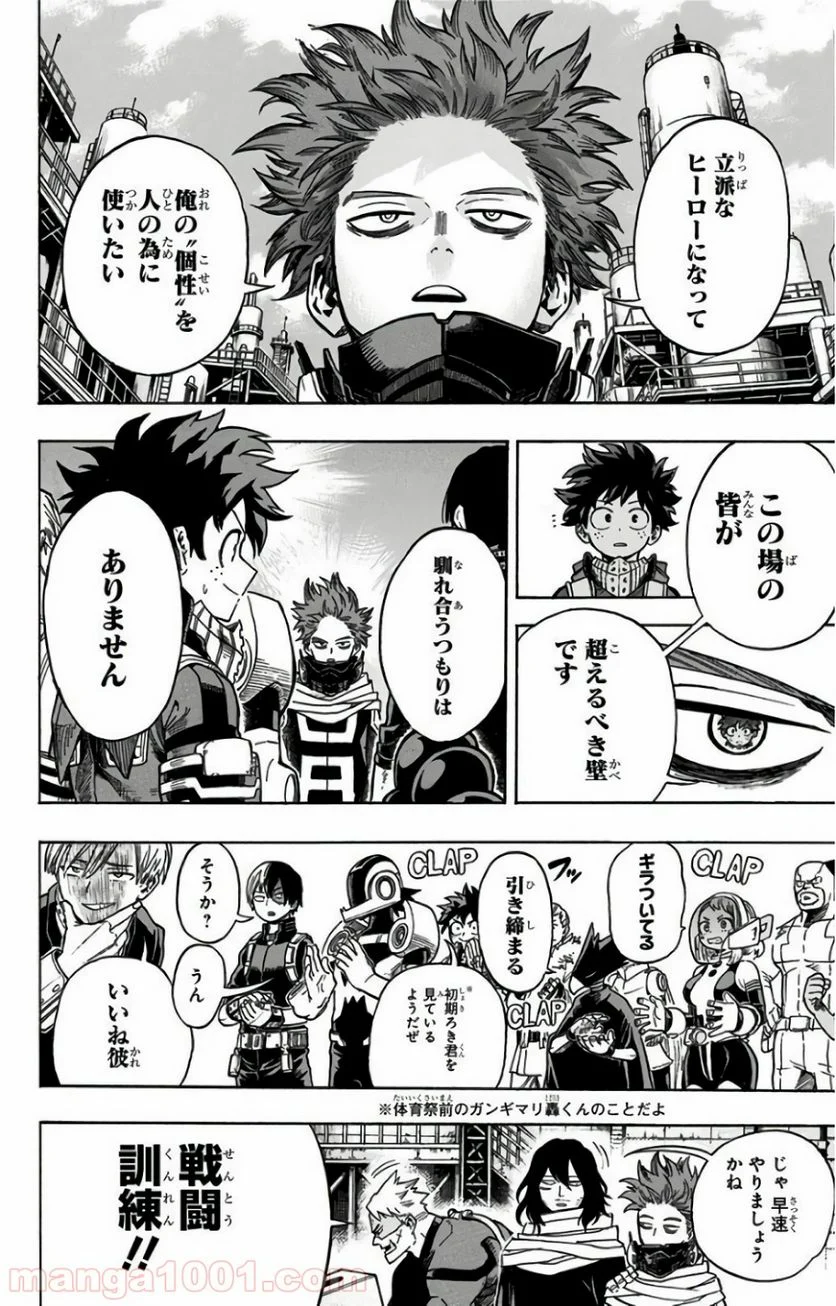 立派な
ヒーローになって
俺の〝個性〟を
人の為に
使いたい
この場の
皆が
超えるべき壁
です
馴れ合うつもりは
ありません
CLAP
ギラついてる
フッ
引き締まる
CLAP
CLAP
※初期ろき君を
見ている
ようだぜ
そうか?
うん
いいね彼
※体育祭前のガンギマリ轟くんのことだよ
じゃ早速
やりましょう
かね
戦闘
訓練!!
manga1001.com